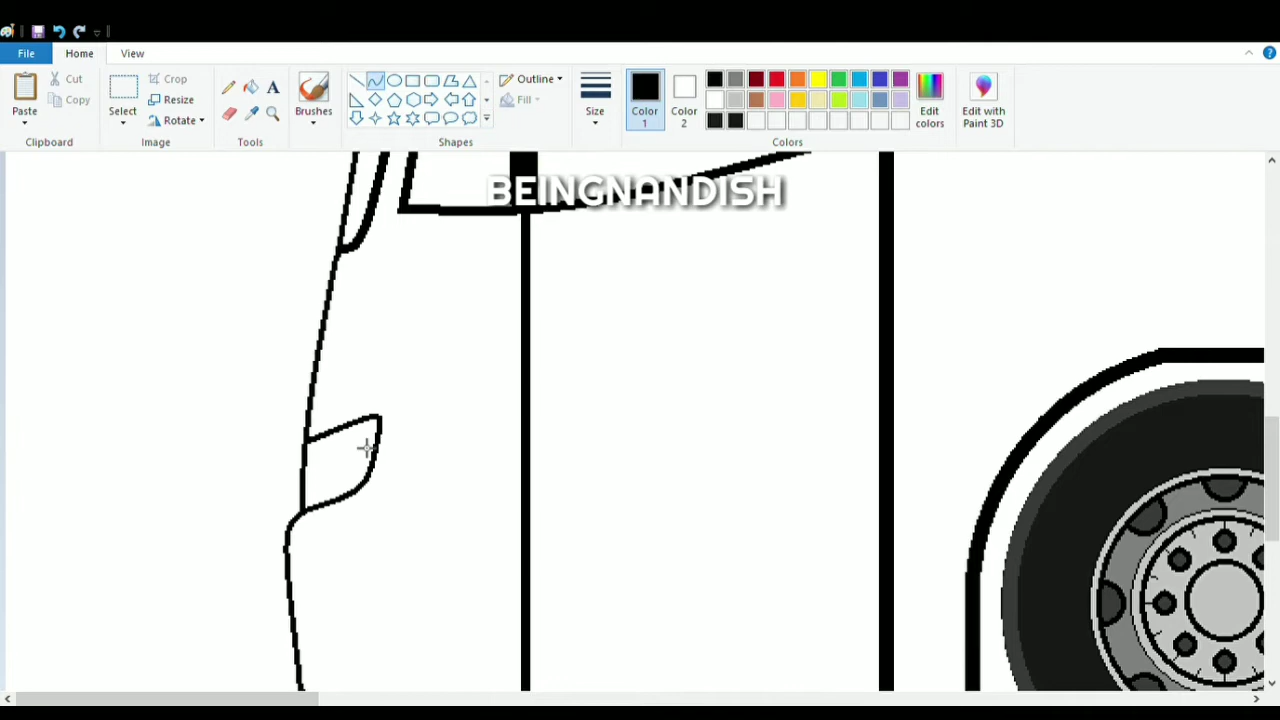 File Home View
Paste Cut Copy Clipboard
Select Crop Resize Rotate Image
Tools
Brushes
Outline Fill Shapes
Size
Color 1 Color 2 Edit colors Edit with Paint 3D Colors
BEINGNANDISH